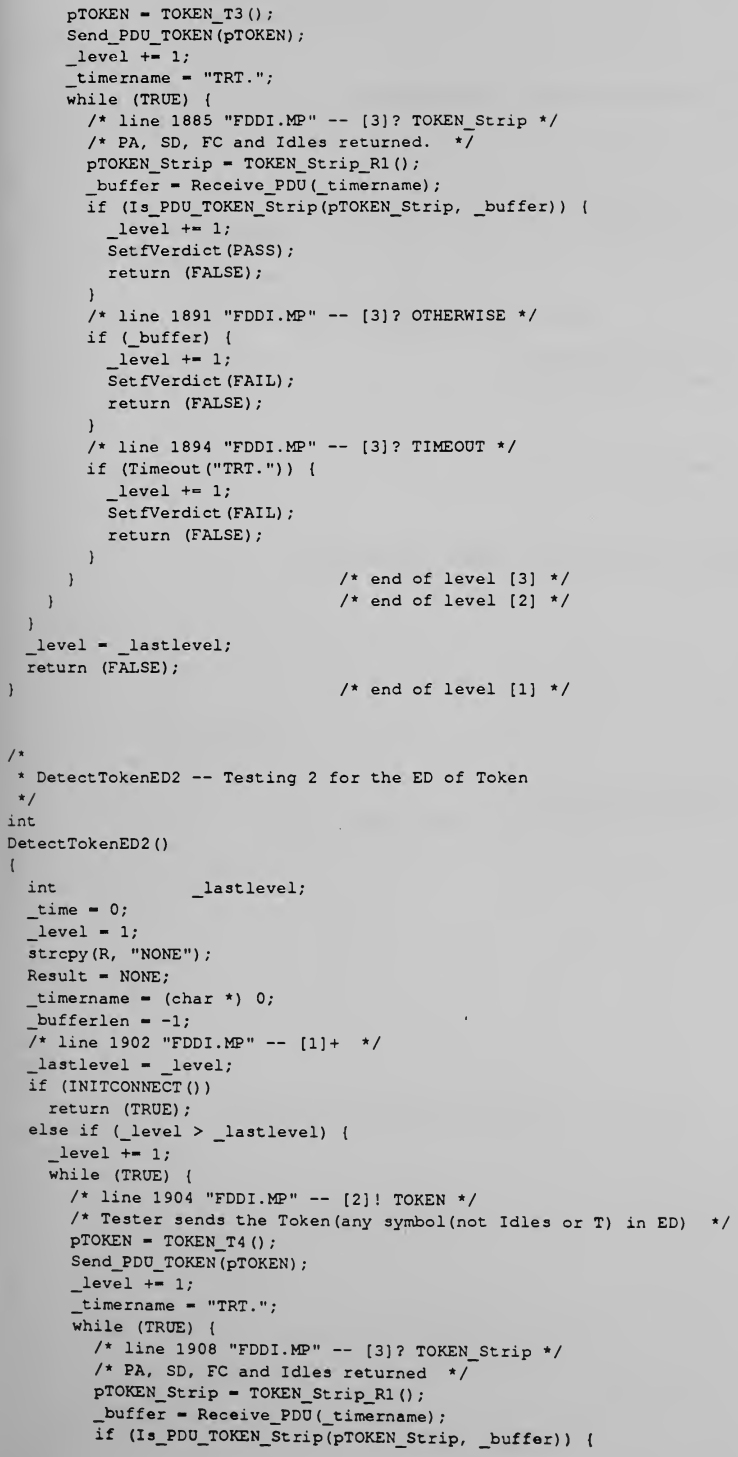 pTOKEN = TOKEN_T3();
Send_PDU_TOKEN(pTOKEN);
_level += 1;
_timername = "TRT.";
while (TRUE) {
/* line 1885 "FDDI.MP" -- [3]? TOKEN_Strip */
/* PA, SD, FC and Idles returned. */
pTOKEN_Strip = TOKEN_Strip_R1();
_buffer = Receive_PDU(_timername);
if (Is_PDU_TOKEN_Strip(pTOKEN_Strip, _buffer)) {
_level += 1;
SetfVerdict(PASS);
return (FALSE);
}
/* line 1891 "FDDI.MP" -- [3]? OTHERWISE */
if (_buffer) {
_level += 1;
SetfVerdict(FAIL);
return (FALSE);
}
/* line 1894 "FDDI.MP" -- [3]? TIMEOUT */
if (Timeout("TRT.")) {
_level += 1;
SetfVerdict(FAIL);
return (FALSE);
}
} /* end of level [3] */
} /* end of level [2] */
}
_level = _lastlevel;
return (FALSE);
} /* end of level [1] */
/*
* DetectTokenED2 -- Testing 2 for the ED of Token
*/
int
DetectTokenED2()
{
int _lastlevel;
_time = 0;
_level = 1;
strcpy(R, "NONE");
Result = NONE;
_timername = (char *) 0;
_bufferlen = -1;
/* line 1902 "FDDI.MP" -- [1]+ */
_lastlevel = _level;
if (INITCONNECT())
return (TRUE);
else if (_level > _lastlevel) {
_level += 1;
while (TRUE) {
/* line 1904 "FDDI.MP" -- [2]! TOKEN */
/* Tester sends the Token(any symbol(not Idles or T) in ED) */
pTOKEN = TOKEN_T4();
Send_PDU_TOKEN(pTOKEN);
_level += 1;
_timername = "TRT.";
while (TRUE) {
/* line 1908 "FDDI.MP" -- [3]? TOKEN_Strip */
/* PA, SD, FC and Idles returned */
pTOKEN_Strip = TOKEN_Strip_R1();
_buffer = Receive_PDU(_timername);
if (Is_PDU_TOKEN_Strip(pTOKEN_Strip, _buffer)) {